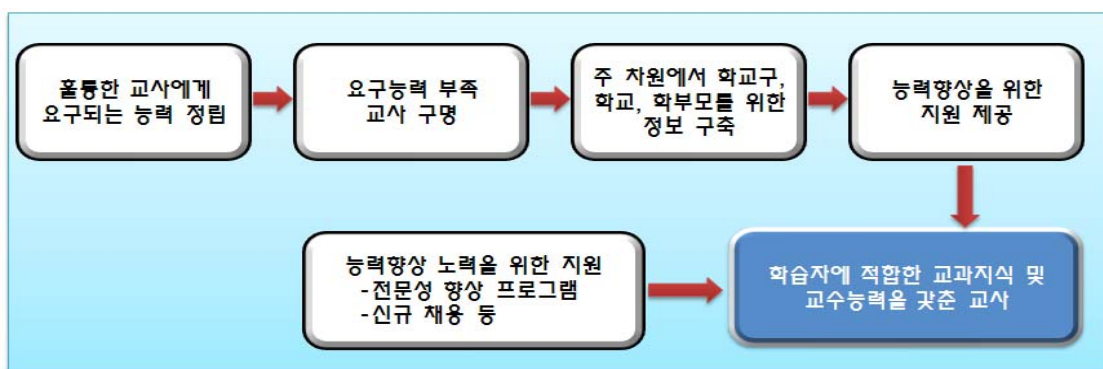 훌륭한 교사에게
요구되는 능력 정립
요구능력 부족
교사 구명
주 차원에서 학교구,
학교, 학부모를 위한
정보 구축
능력향상을 위한
지원 제공
능력향상 노력을 위한 지원
-전문성 향상 프로그램
-신규 채용 등
학습자에 적합한 교과지식 및
교수능력을 갖춘 교사